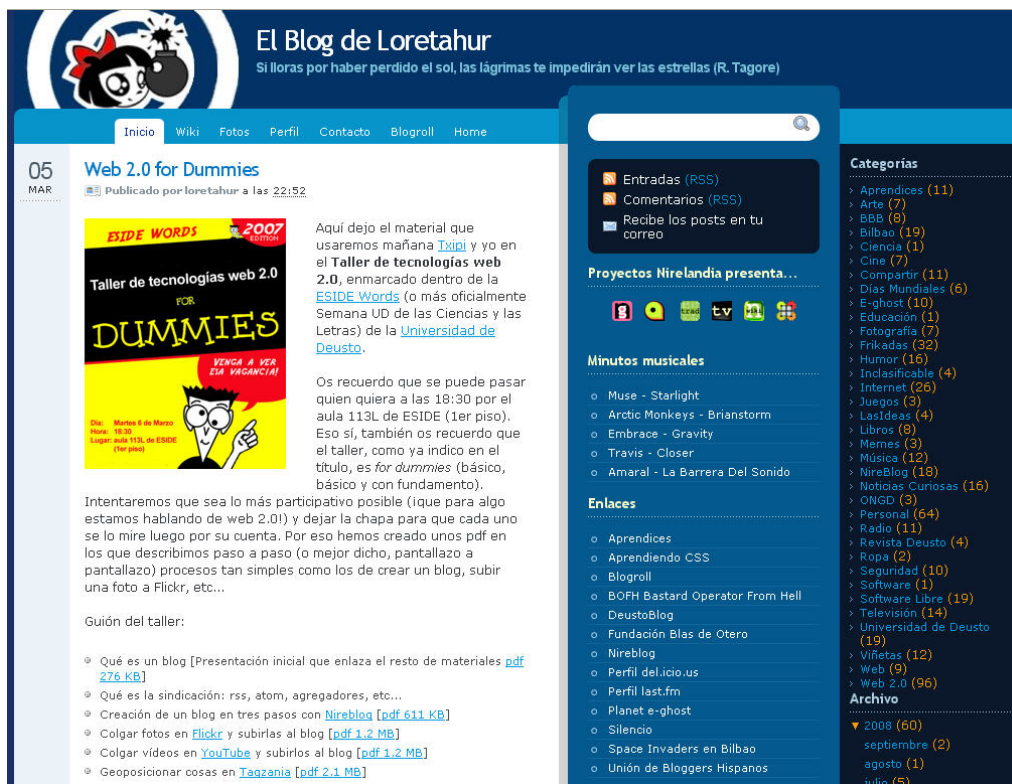 El Blog de Loretahur
Si lloras por haber perdido el sol, las lágrimas te impedirán ver las estrellas (R. Tagore)
Inicio Wiki Fotos Perfil Contacto Blogroll Home
05
MAR
Web 2.0 for Dummies
Publicado por loretahur a las 22:52
ESIDE WORDS
2007
EDITION
Taller de tecnologías web 2.0
FOR
DUMMIES
VENGA A VER
ESA VAGANCIA!
Dia: Martes 6 de Marzo
Hora: 18:30
Lugar: aula 113L de ESIDE
(1er piso)
Aquí dejo el material que
usaremos mañana Txipi y yo en
el Taller de tecnologías web
2.0, enmarcado dentro de la
ESIDE Words (o más oficialmente
Semana UD de las Ciencias y las
Letras) de la Universidad de
Deusto.
Os recuerdo que se puede pasar
quien quiera a las 18:30 por el
aula 113L de ESIDE (1er piso).
Eso sí, también os recuerdo que
el taller, como ya indico en el
título, es for dummies (básico,
básico y con fundamento).
Intentaremos que sea lo más participativo posible (¡que para algo
estamos hablando de web 2.0!) y dejar la chapa para que cada uno
se lo mire luego por su cuenta. Por eso hemos creado unos pdf en
los que describimos paso a paso (o mejor dicho, pantallazo a
pantallazo) procesos tan simples como los de crear un blog, subir
una foto a Flickr, etc...
Guión del taller:
Qué es un blog [Presentación inicial que enlaza el resto de materiales pdf
276 KB]
Qué es la sindicación: rss, atom, agregadores, etc...
Creación de un blog en tres pasos con Nireblog [pdf 611 KB]
Colgar fotos en Flickr y subirlas al blog [pdf 1.2 MB]
Colgar vídeos en YouTube y subirlos al blog [pdf 1.2 MB]
Geoposicionar cosas en Tagzania [pdf 2.1 MB]
Entradas (RSS)
Comentarios (RSS)
Recibe los posts en tu
correo
Proyectos Nirelandia presenta...
g a trad tv wiki
Minutos musicales
Muse - Starlight
Arctic Monkeys - Brianstorm
Embrace - Gravity
Travis - Closer
Amaral - La Barrera Del Sonido
Enlaces
Aprendices
Aprendiendo CSS
Blogroll
BOFH Bastard Operator From Hell
DeustoBlog
Fundación Blas de Otero
Nireblog
Perfil del.icio.us
Perfil last.fm
Planet e-ghost
Silencio
Space Invaders en Bilbao
Unión de Bloggers Hispanos
Categorías
Aprendices (11)
Arte (7)
BBB (8)
Bilbao (19)
Ciencia (1)
Cine (7)
Compartir (11)
Días Mundiales (6)
E-ghost (10)
Educación (1)
Fotografía (7)
Frikadas (32)
Humor (16)
Inclasificable (4)
Internet (26)
Juegos (3)
LasIdeas (4)
Libros (8)
Memes (3)
Música (12)
NireBlog (18)
Noticias Curiosas (16)
ONGD (3)
Personal (64)
Radio (11)
Revista Deusto (4)
Ropa (2)
Seguridad (10)
Software (1)
Software Libre (19)
Televisión (14)
Universidad de Deusto
(19)
Viñetas (12)
Web (9)
Web 2.0 (96)
Archivo
2008 (60)
septiembre (2)
agosto (1)
julio (5)